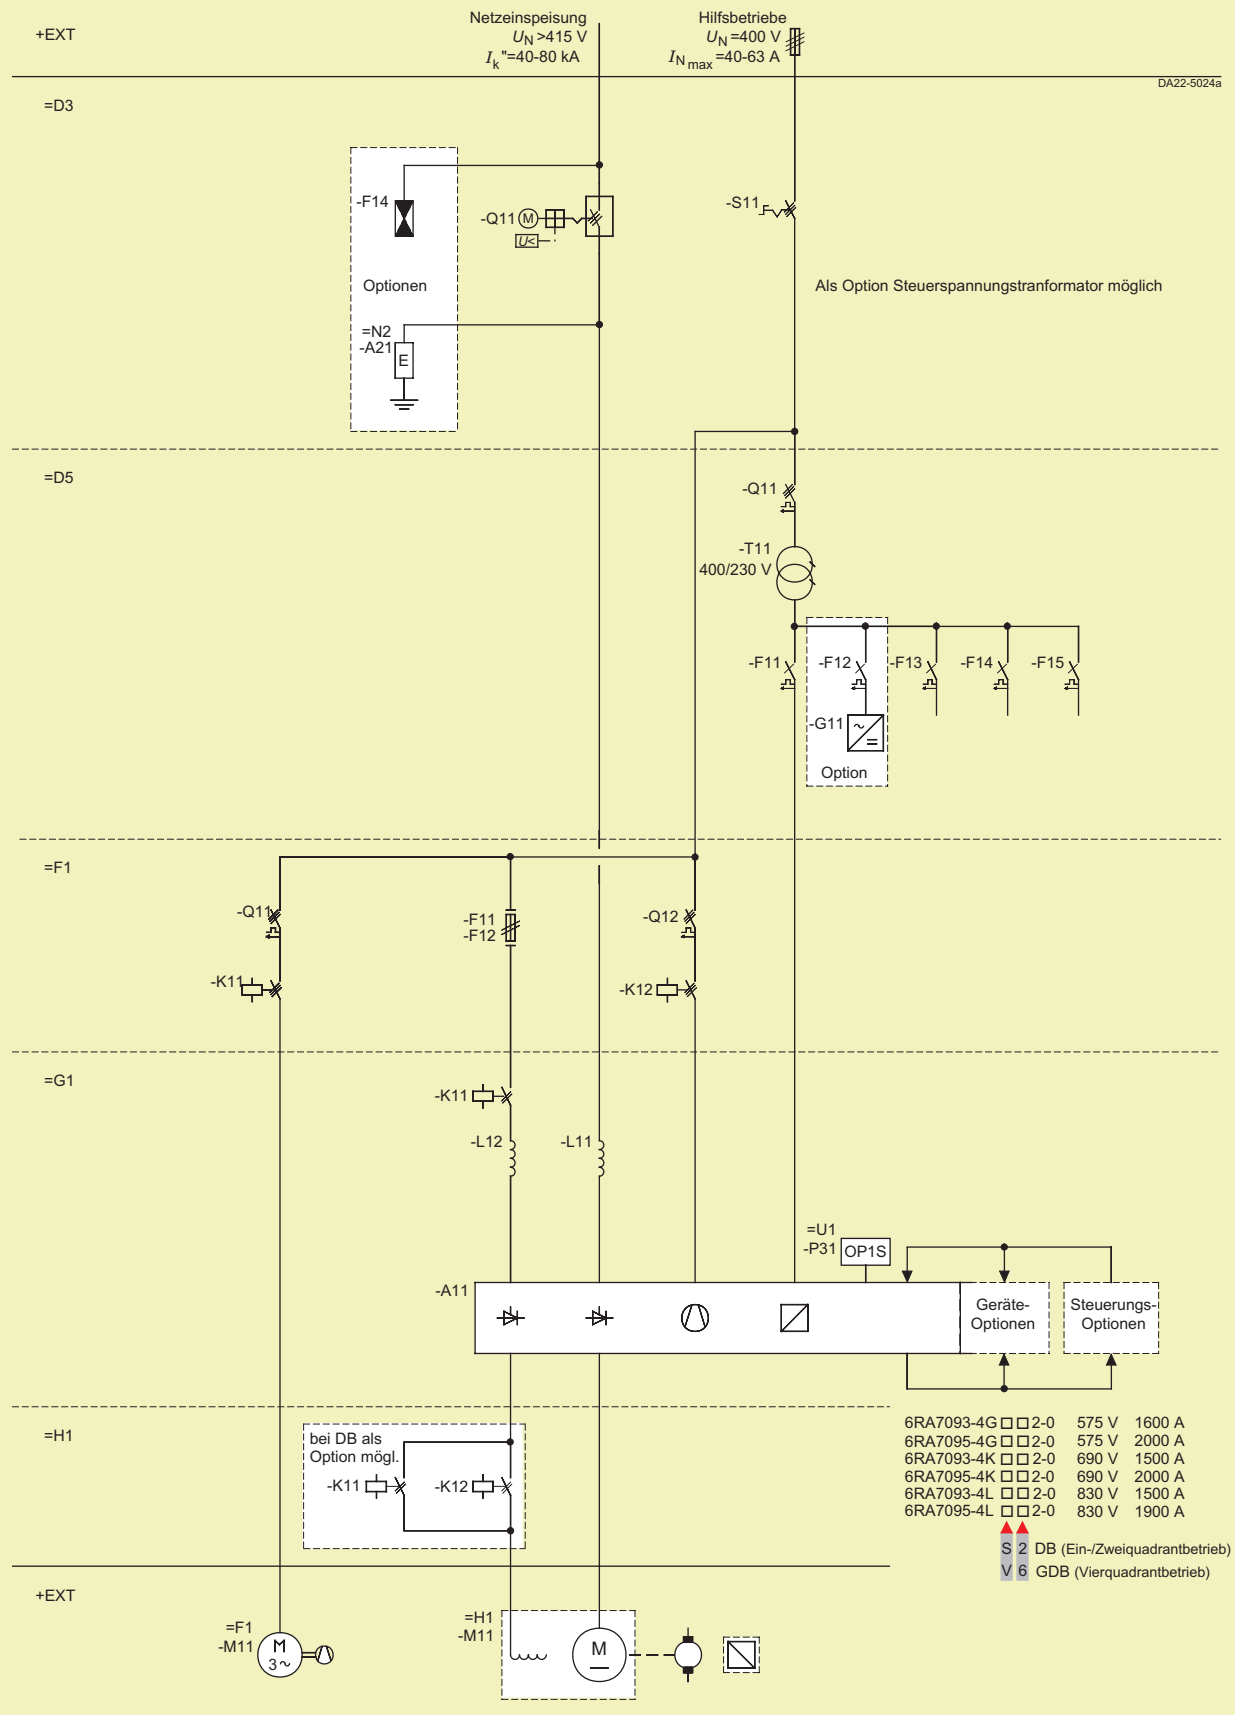 +EXT
Netzeinspeisung
UN >415 V
Ik"=40-80 kA
Hilfsbetriebe
UN =400 V
IN max =40-63 A
DA22-5024a
=D3
-F14
-Q11
M
U<
-S11
Optionen
Als Option Steuerspannungstranformator möglich
=N2
-A21
E
=D5
-Q11
-T11
400/230 V
-F11
-F12
-F13
-F14
-F15
-G11
Option
=F1
-Q11
-F11
-F12
-Q12
-K11
-K12
=G1
-K11
-L12
-L11
=U1
-P31
OP1S
-A11
Geräte-
Optionen
Steuerungs-
Optionen
=H1
bei DB als
Option mögl.
-K11
-K12
6RA7093-4G □ □ 2-0 575 V 1600 A
6RA7095-4G □ □ 2-0 575 V 2000 A
6RA7093-4K □ □ 2-0 690 V 1500 A
6RA7095-4K □ □ 2-0 690 V 2000 A
6RA7093-4L □ □ 2-0 830 V 1500 A
6RA7095-4L □ □ 2-0 830 V 1900 A
S 2 DB (Ein-/Zweiquadrantbetrieb)
V 6 GDB (Vierquadrantbetrieb)
+EXT
=F1
-M11
M
3~
=H1
-M11
M